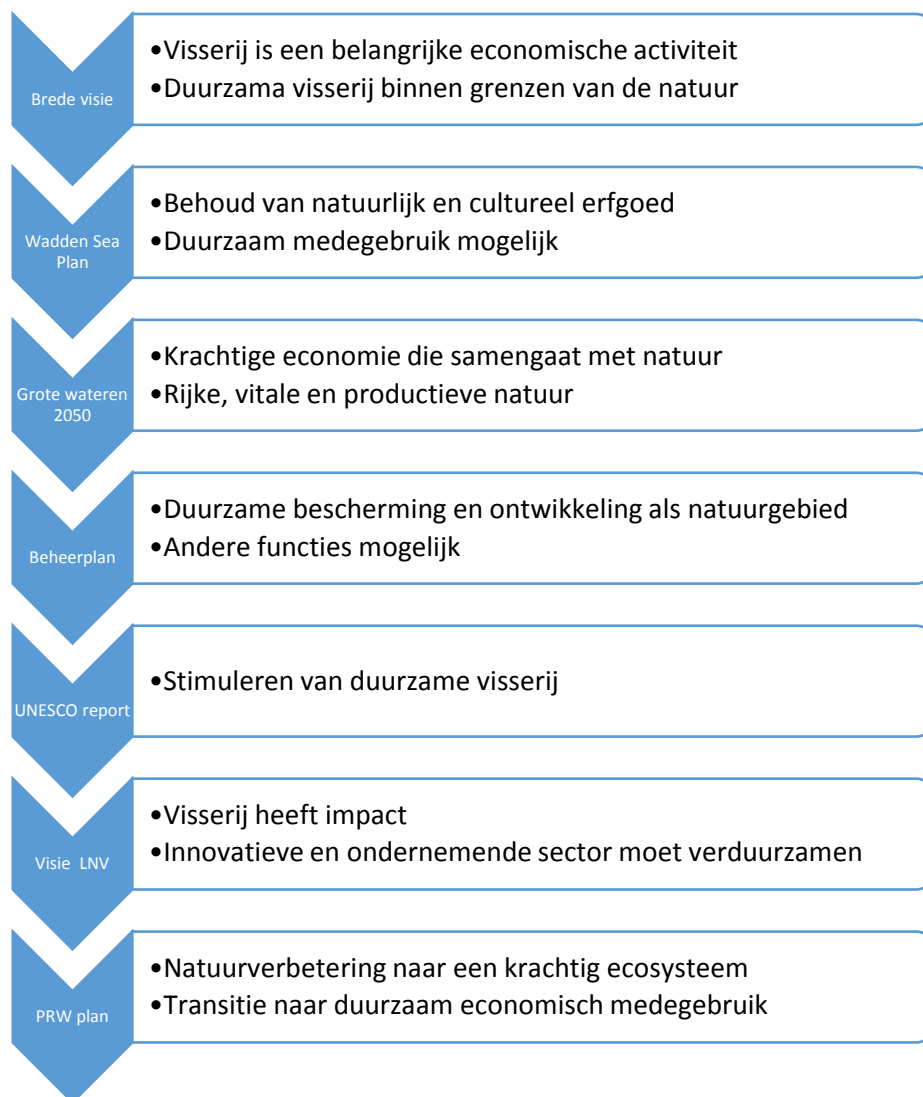 Brede visie
•Visserij is een belangrijke economische activiteit
•Duurzama visserij binnen grenzen van de natuur
Wadden Sea
Plan
•Behoud van natuurlijk en cultureel erfgoed
•Duurzaam medegebruik mogelijk
Grote wateren
2050
•Krachtige economie die samengaat met natuur
•Rijke, vitale en productieve natuur
Beheerplan
•Duurzame bescherming en ontwikkeling als natuurgebied
•Andere functies mogelijk
UNESCO report
•Stimuleren van duurzame visserij
Visie LNV
•Visserij heeft impact
•Innovatieve en ondernemende sector moet verduurzamen
PRW plan
•Natuurverbetering naar een krachtig ecosysteem
•Transitie naar duurzaam economisch medegebruik